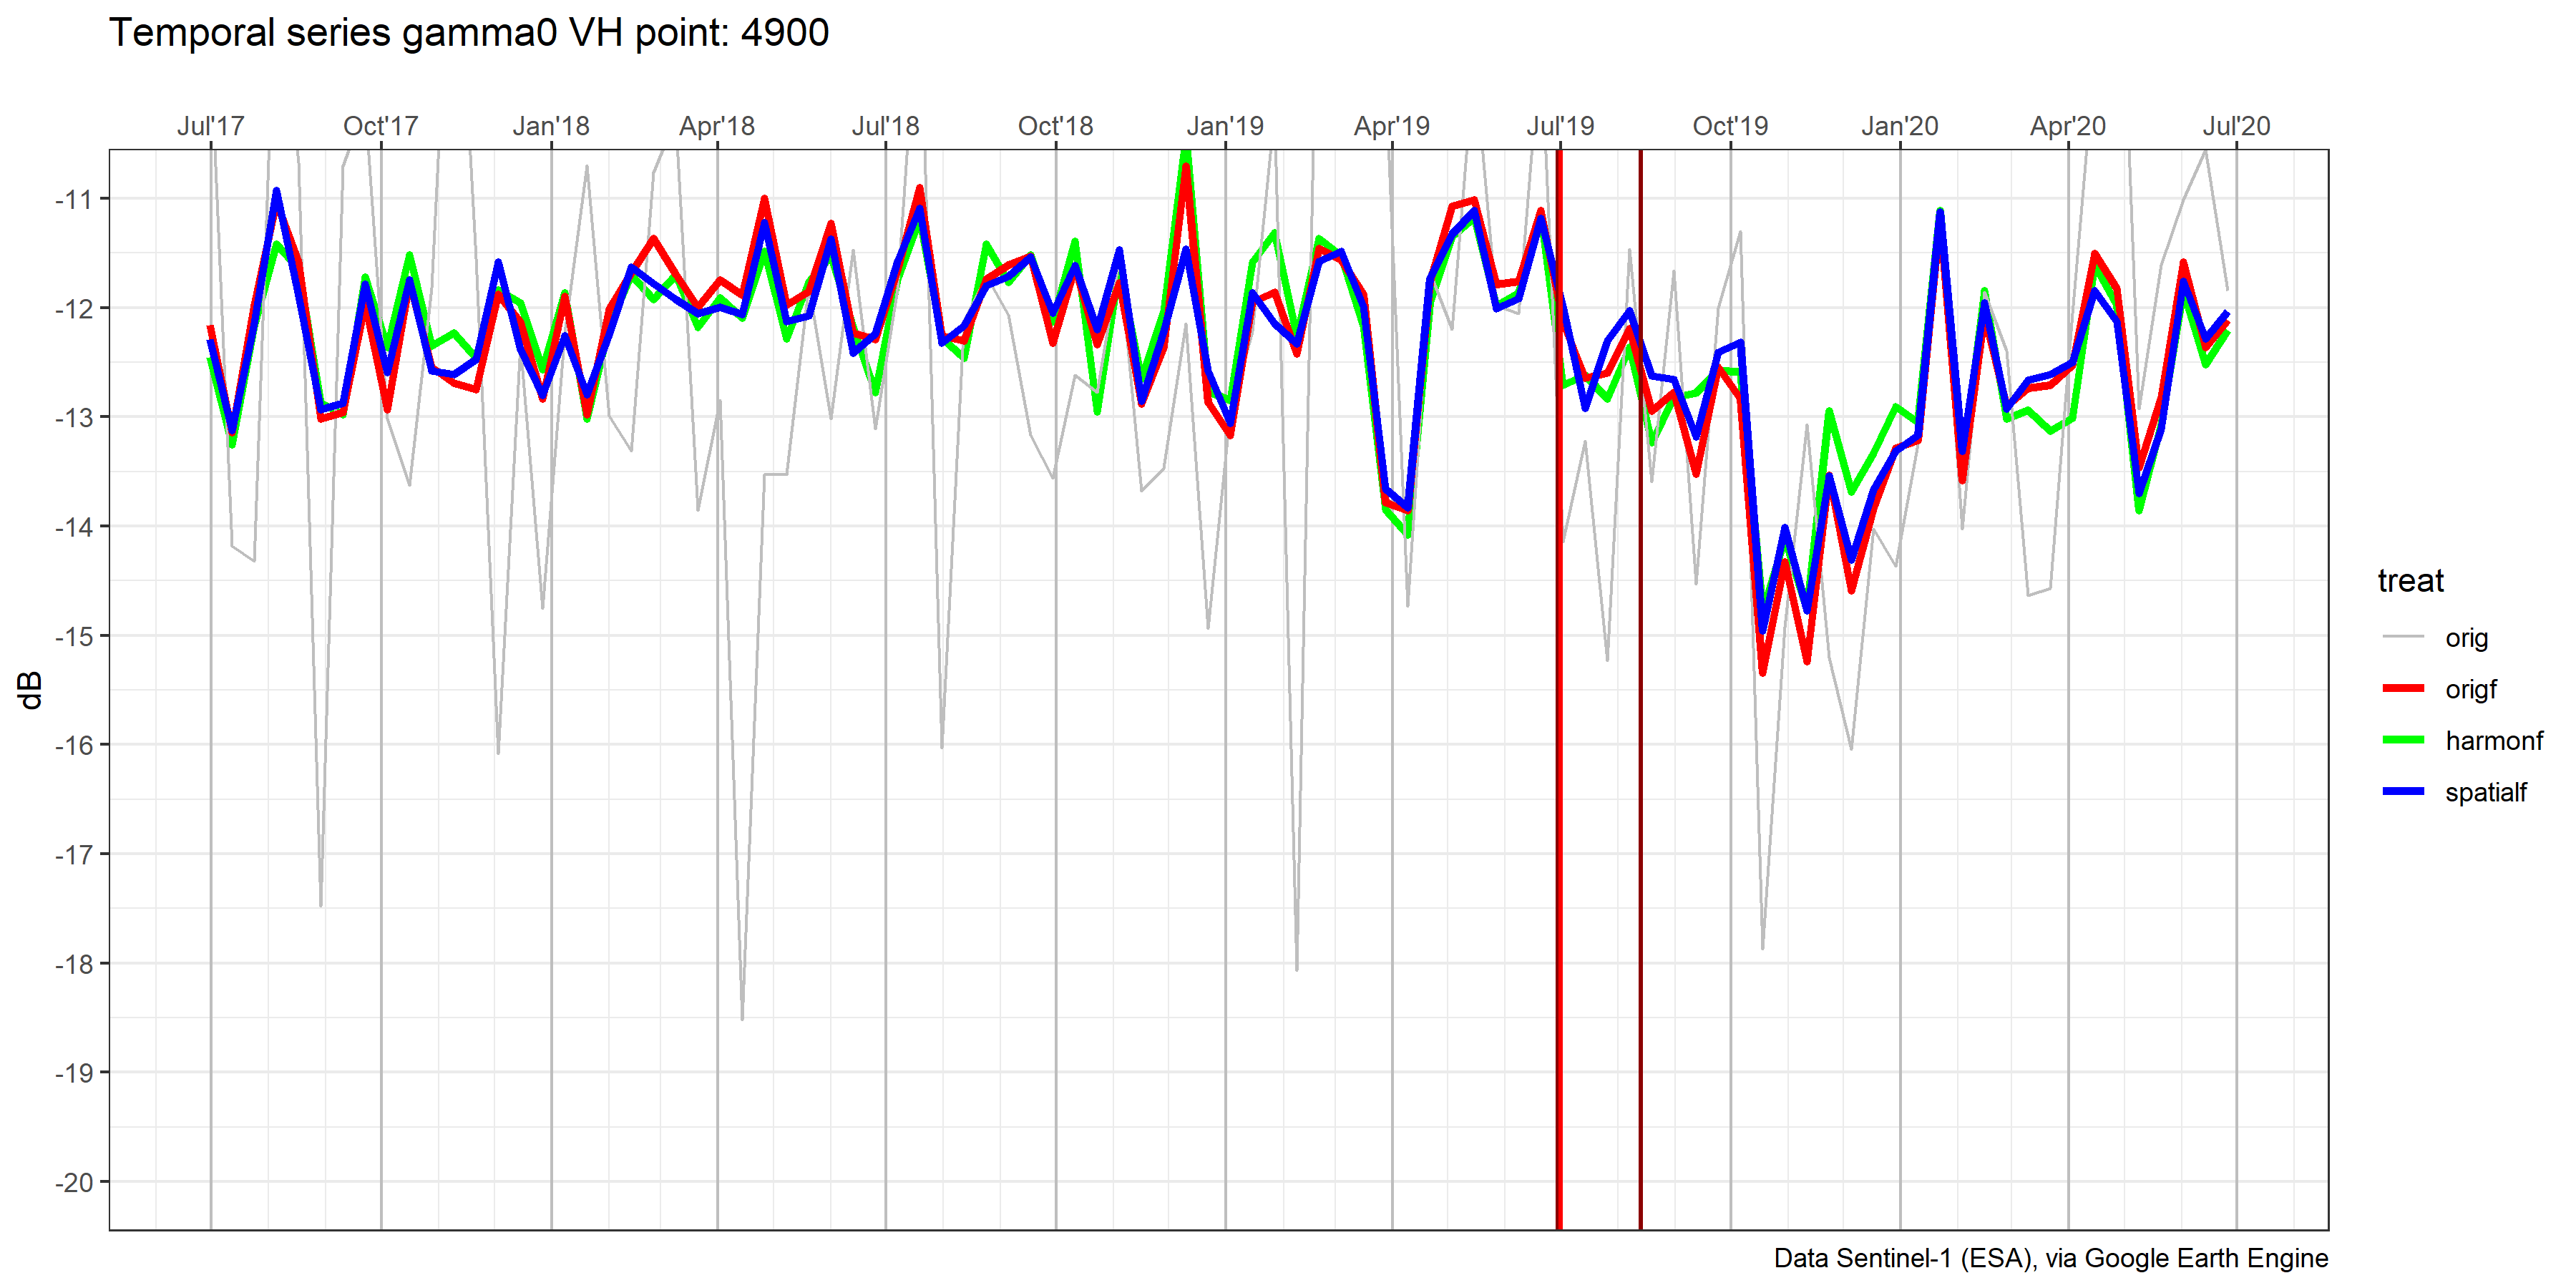 Temporal series gamma0 VH point: 4900
Jul'17 Oct'17 Jan'18 Apr'18 Jul'18 Oct'18 Jan'19 Apr'19 Jul'19 Oct'19 Jan'20 Apr'20 Jul'20
-11
-12
-13
-14
-15
-16
-17
-18
-19
-20
dB
treat
orig
origf
harmonf
spatialf
Data Sentinel-1 (ESA), via Google Earth Engine